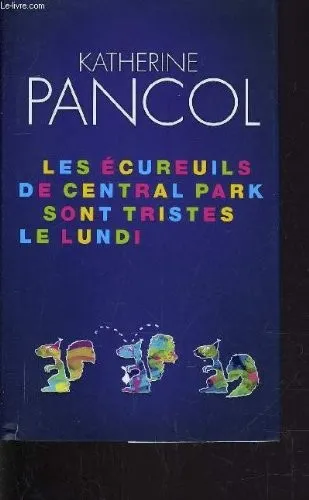 Le-livre.com
KATHERINE
PANCOL
LES ÉCUREUILS
DE CENTRAL PARK
SONT TRISTES
LE LUNDI